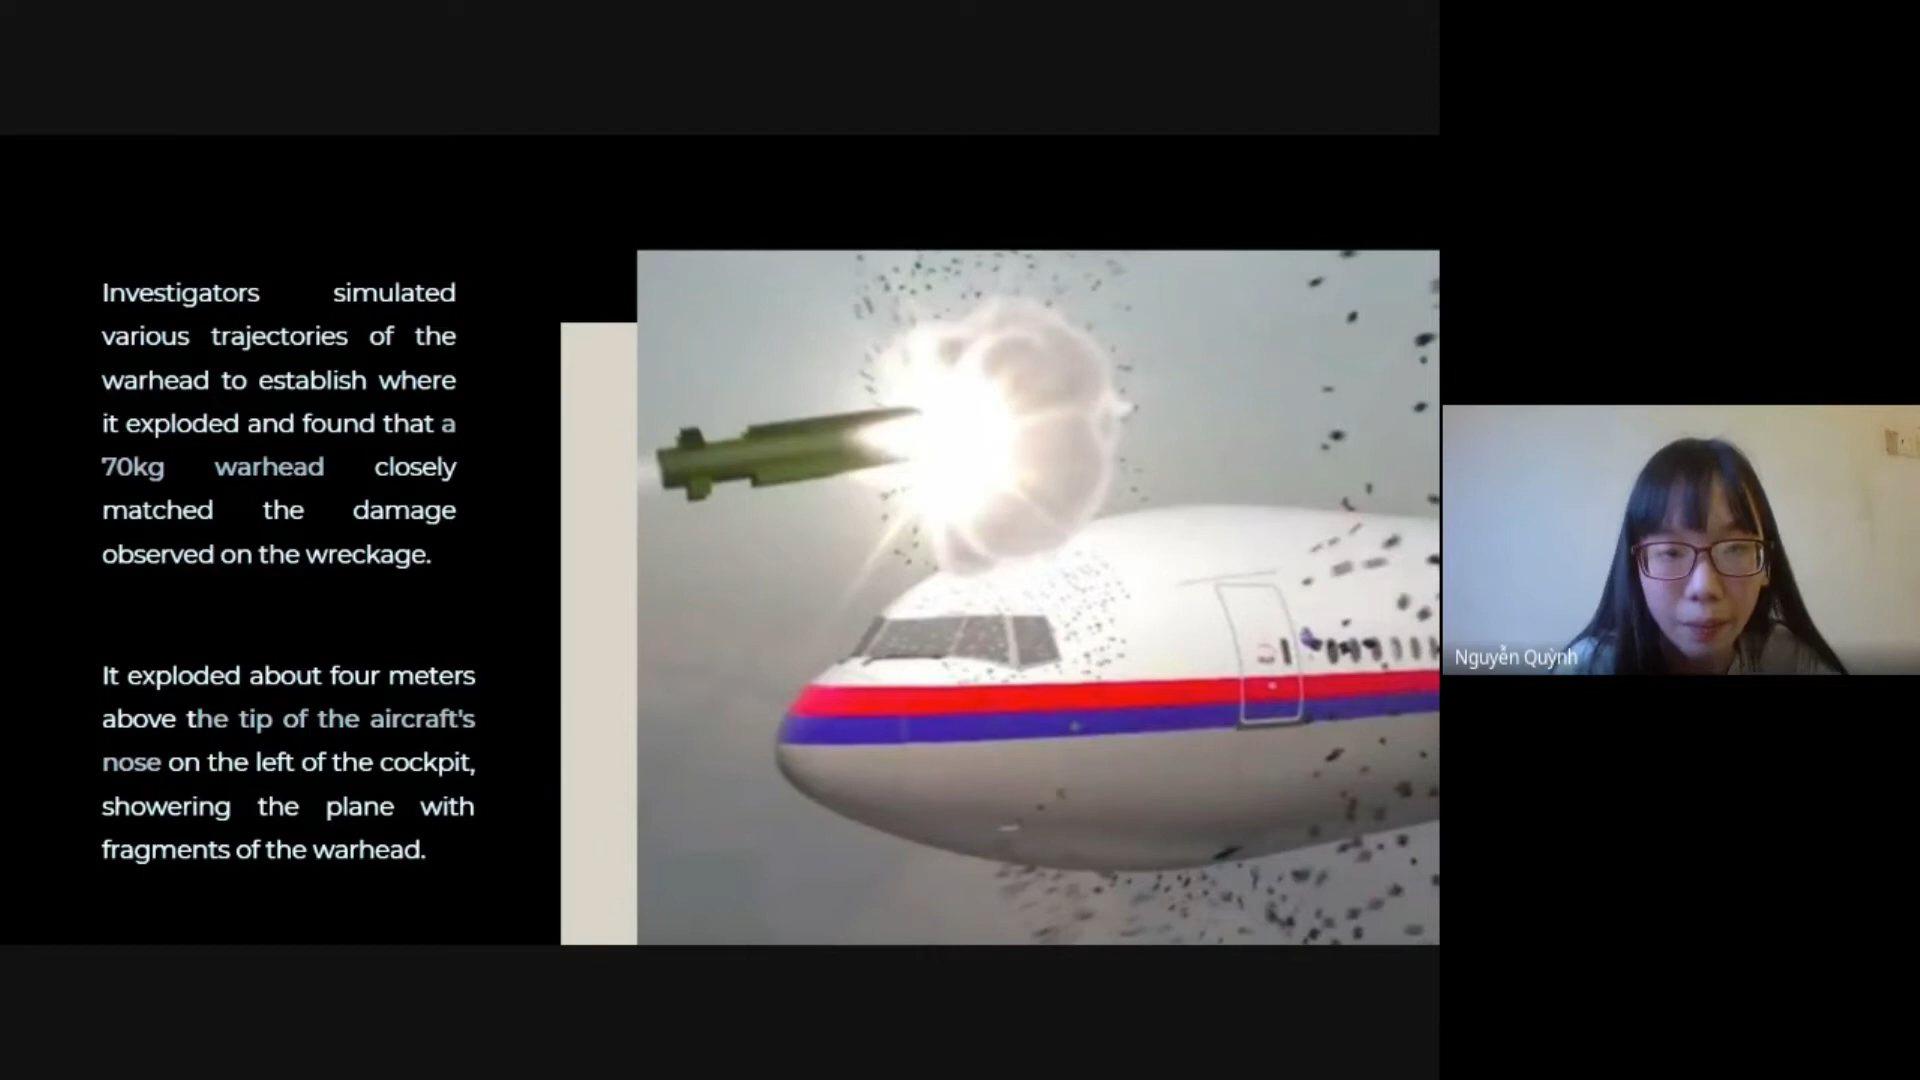 Investigators simulated
various trajectories of the
warhead to establish where
it exploded and found that a
70kg warhead closely
matched the damage
observed on the wreckage.
It exploded about four meters
above the tip of the aircraft's
nose on the left of the cockpit,
showering the plane with
fragments of the warhead.
Nguyễn Quỳnh